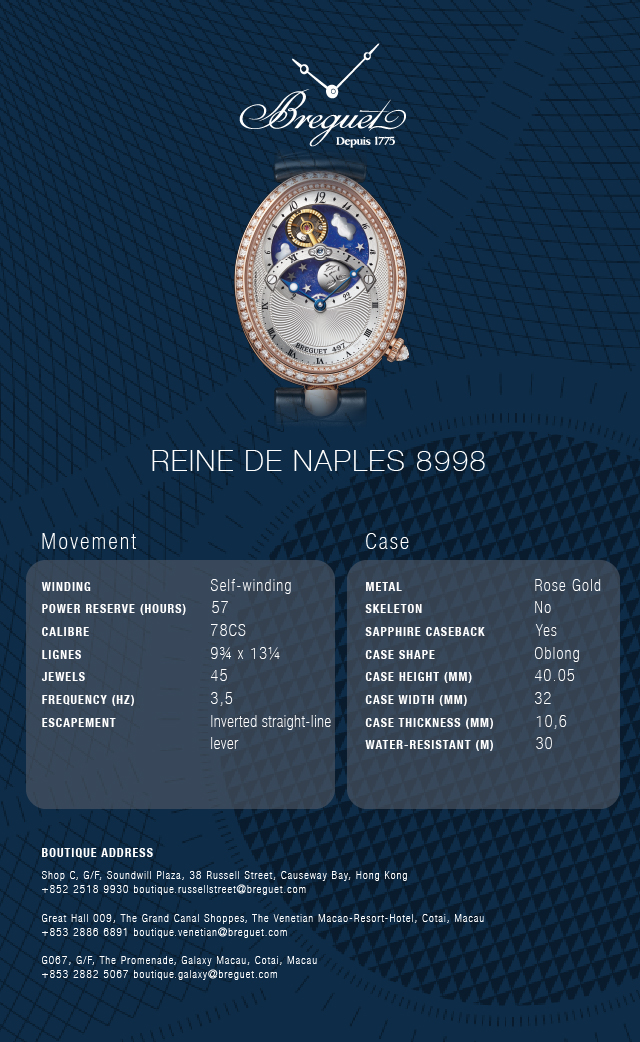 Breguet
Depuis 1775
10 12 14
BREGUET 497
REINE DE NAPLES 8998
Movement
WINDING Self-winding
POWER RESERVE (HOURS) 57
CALIBRE 78CS
LIGNES 9¾ x 13¼
JEWELS 45
FREQUENCY (HZ) 3,5
ESCAPEMENT Inverted straight-line
lever
Case
METAL Rose Gold
SKELETON No
SAPPHIRE CASEBACK Yes
CASE SHAPE Oblong
CASE HEIGHT (MM) 40.05
CASE WIDTH (MM) 32
CASE THICKNESS (MM) 10,6
WATER-RESISTANT (M) 30
BOUTIQUE ADDRESS
Shop C, G/F, Soundwill Plaza, 38 Russell Street, Causeway Bay, Hong Kong
+852 2518 9930 boutique.russellstreet@breguet.com
Great Hall 009, The Grand Canal Shoppes, The Venetian Macao-Resort-Hotel, Cotai, Macau
+853 2886 6891 boutique.venetian@breguet.com
G067, G/F, The Promenade, Galaxy Macau, Cotai, Macau
+853 2882 5067 boutique.galaxy@breguet.com